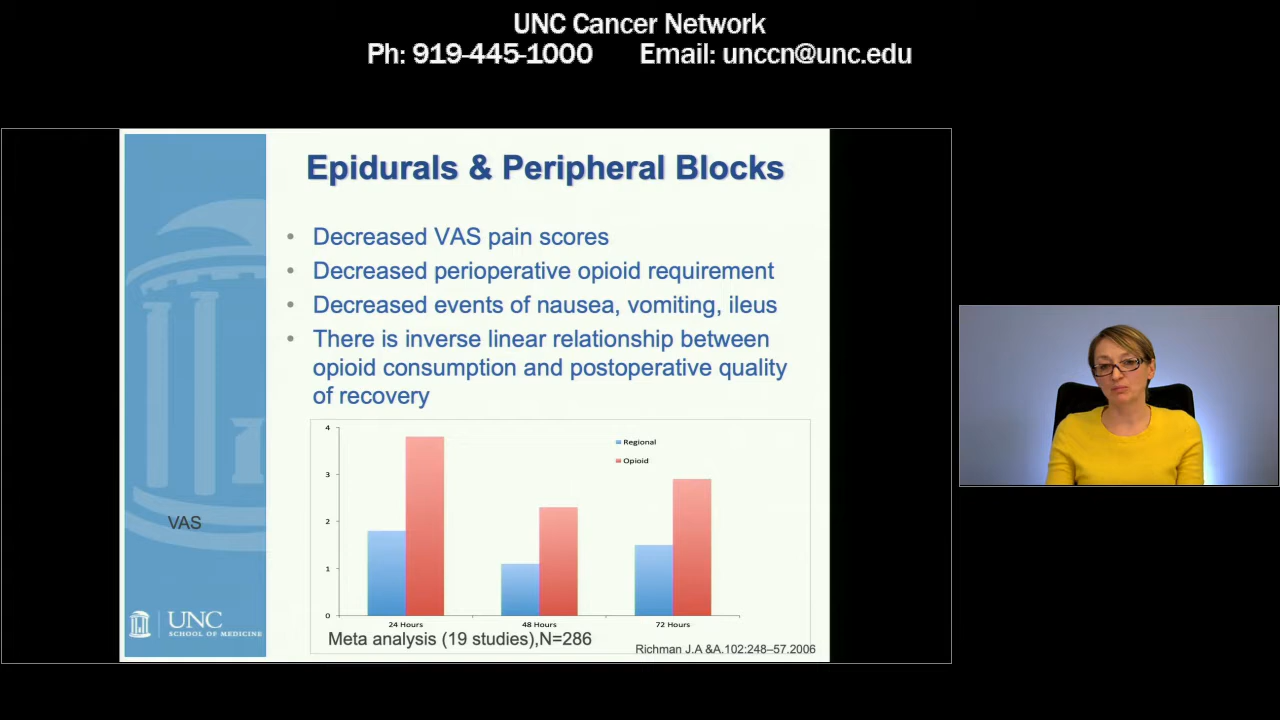 UNC Cancer Network
Ph: 919-445-1000 Email: unccn@unc.edu
Epidurals & Peripheral Blocks
• Decreased VAS pain scores
• Decreased perioperative opioid requirement
• Decreased events of nausea, vomiting, ileus
• There is inverse linear relationship between
opioid consumption and postoperative quality
of recovery
4
3
2
1
0
Regional
Opioid
VAS
24 Hours 48 Hours 72 Hours
Meta analysis (19 studies),N=286
Richman J.A &A.102:248–57.2006
UNC
SCHOOL OF MEDICINE